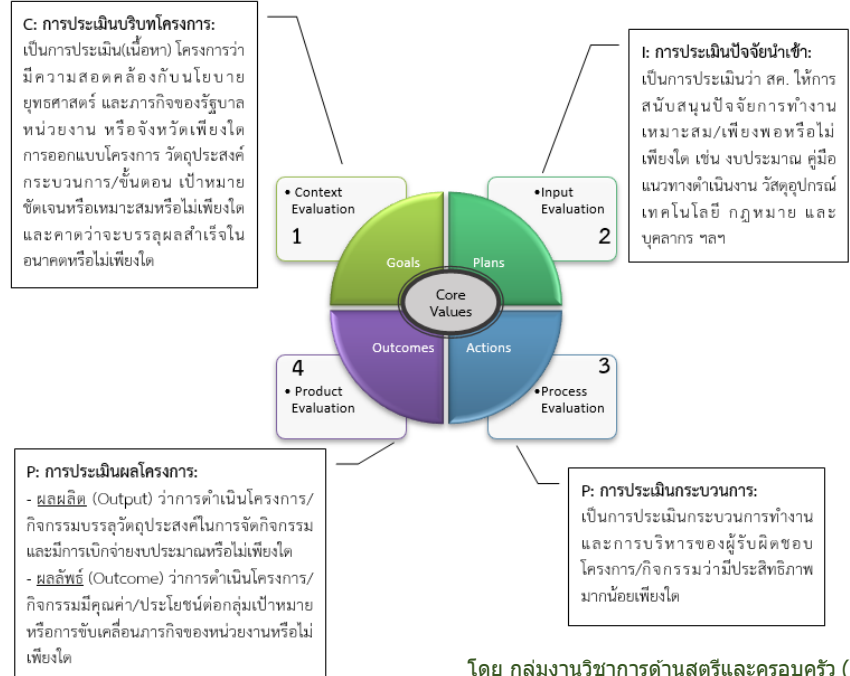 C: การประเมินบริบทโครงการ:
เป็นการประเมิน(เนื้อหา) โครงการว่า
มีความสอดคล้องกับนโยบาย
ยุทธศาสตร์ และภารกิจของรัฐบาล
หน่วยงาน หรือจังหวัดเพียงใด
การออกแบบโครงการ วัตถุประสงค์
กระบวนการ/ขั้นตอน เป้าหมาย
ชัดเจนหรือเหมาะสมหรือไม่เพียงใด
และคาดว่าจะบรรลุผลสำเร็จใน
อนาคตหรือไม่เพียงใด
I: การประเมินปัจจัยนำเข้า:
เป็นการประเมินว่า สค. ให้การ
สนับสนุนปัจจัยการทำงาน
เหมาะสม/เพียงพอหรือไม่
เพียงใด เช่น งบประมาณ คู่มือ
แนวทางดำเนินงาน วัสดุอุปกรณ์
เทคโนโลยี กฎหมาย และ
บุคลากร ฯลฯ
• Context
Evaluation
1
•Input
Evaluation
2
Goals
Plans
Core
Values
Outcomes
Actions
4
• Product
Evaluation
3
•Process
Evaluation
P: การประเมินผลโครงการ:
- ผลผลิต (Output) ว่าการดำเนินโครงการ/
กิจกรรมบรรลุวัตถุประสงค์ในการจัดกิจกรรม
และมีการเบิกจ่ายงบประมาณหรือไม่เพียงใด
- ผลลัพธ์ (Outcome) ว่าการดำเนินโครงการ/
กิจกรรมมีคุณค่า/ประโยชน์ต่อกลุ่มเป้าหมาย
หรือการขับเคลื่อนภารกิจของหน่วยงานหรือไม่
เพียงใด
P: การประเมินกระบวนการ:
เป็นการประเมินกระบวนการทำงาน
และการบริหารของผู้รับผิดชอบ
โครงการ/กิจกรรมว่ามีประสิทธิภาพ
มากน้อยเพียงใด
โดย กลุ่มงานวิชาการด้านสตรีและครอบครัว (